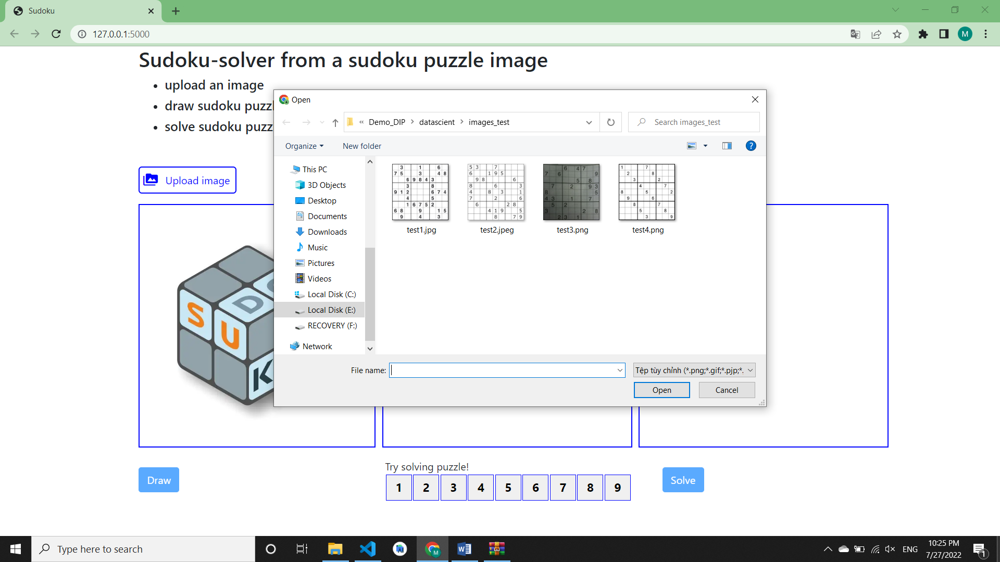 Sudoku
127.0.0.1:5000
M
Sudoku-solver from a sudoku puzzle image
upload an image
draw sudoku
solve sudoku
Upload image
S U D
K
Open
« Demo_DIP > datascient > images_test
Search images_test
Organize
New folder
?
This PC
3D Objects
Desktop
Documents
Downloads
Music
Pictures
Videos
Local Disk (C:)
Local Disk (E:)
RECOVERY (F:)
Network
test1.jpg
test2.jpeg
test3.png
test4.png
File name:
Tệp tùy chỉnh (*.png;*.gif;*.pjp;*.
Open
Cancel
Draw
Try solving puzzle!
1 2 3 4 5 6 7 8 9
Solve
Type here to search
ENG
10:25 PM
7/27/2022
1